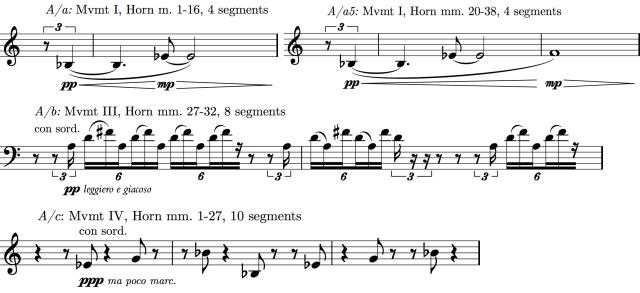 A/a: Mvmt I, Horn m. 1-16, 4 segments
A/a5: Mvmt I, Horn mm. 20-38, 4 segments
3
3
pp mp
pp mp
A/b: Mvmt III, Horn mm. 27-32, 8 segments
con sord.
3 6 6 3 6 6 3 3
pp leggiero e giacoso
A/c: Mvmt IV, Horn mm. 1-27, 10 segments
con sord.
ppp ma poco marc.